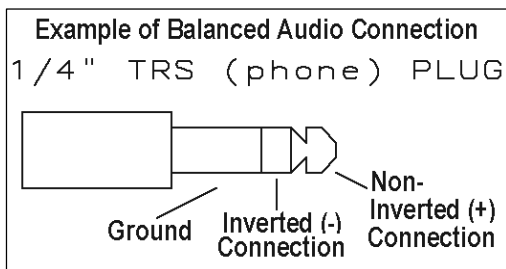 Example of Balanced Audio Connection
1/4" TRS (phone) PLUG
Ground
Inverted (-)
Connection
Non-
Inverted (+)
Connection